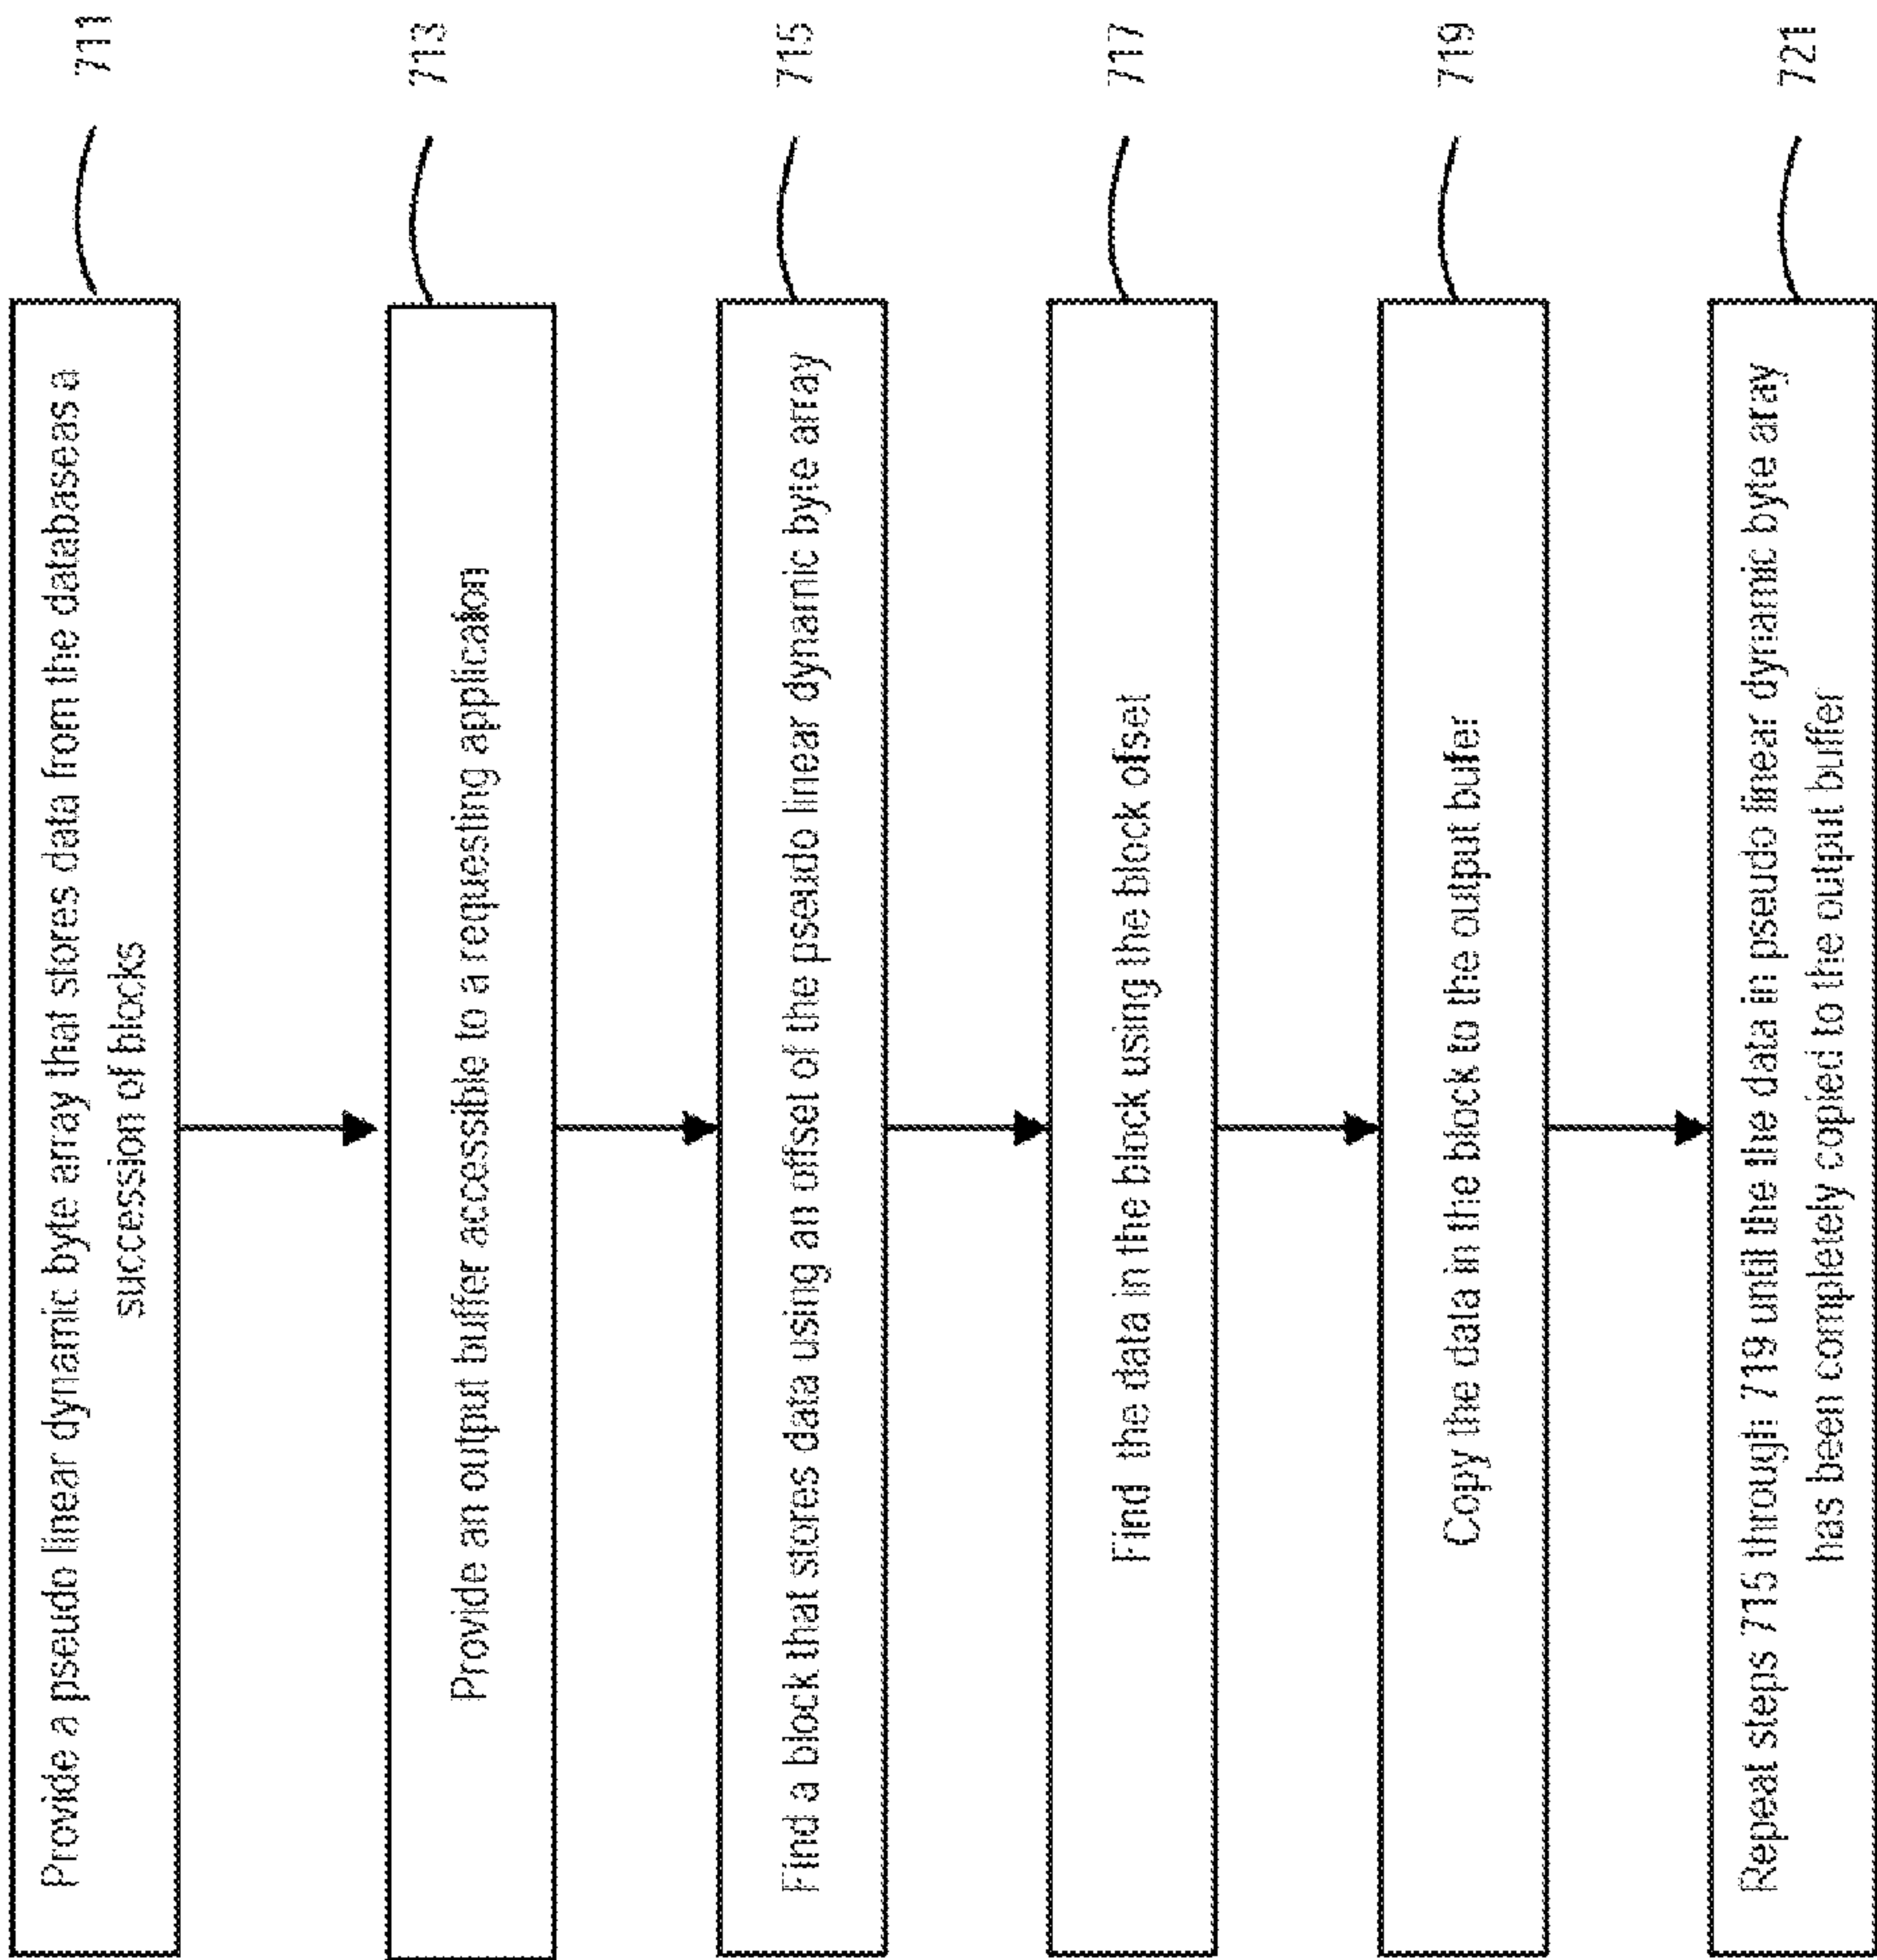 Provide a pseudo linear dynamic byte array that stores data from the databaseas a
succession of blocks
711
Provide an output buffer accessible to a requesting application
713
Find a block that stores data using an offset of the pseudo linear dynamic byte array
715
Find the data in the block using the block offset
717
Copy the data in the block to the output buffer
719
Repeat steps 715 through 719 until the the data in pseudo linear dynamic byte aray
has been completely copied to the output buffer
721